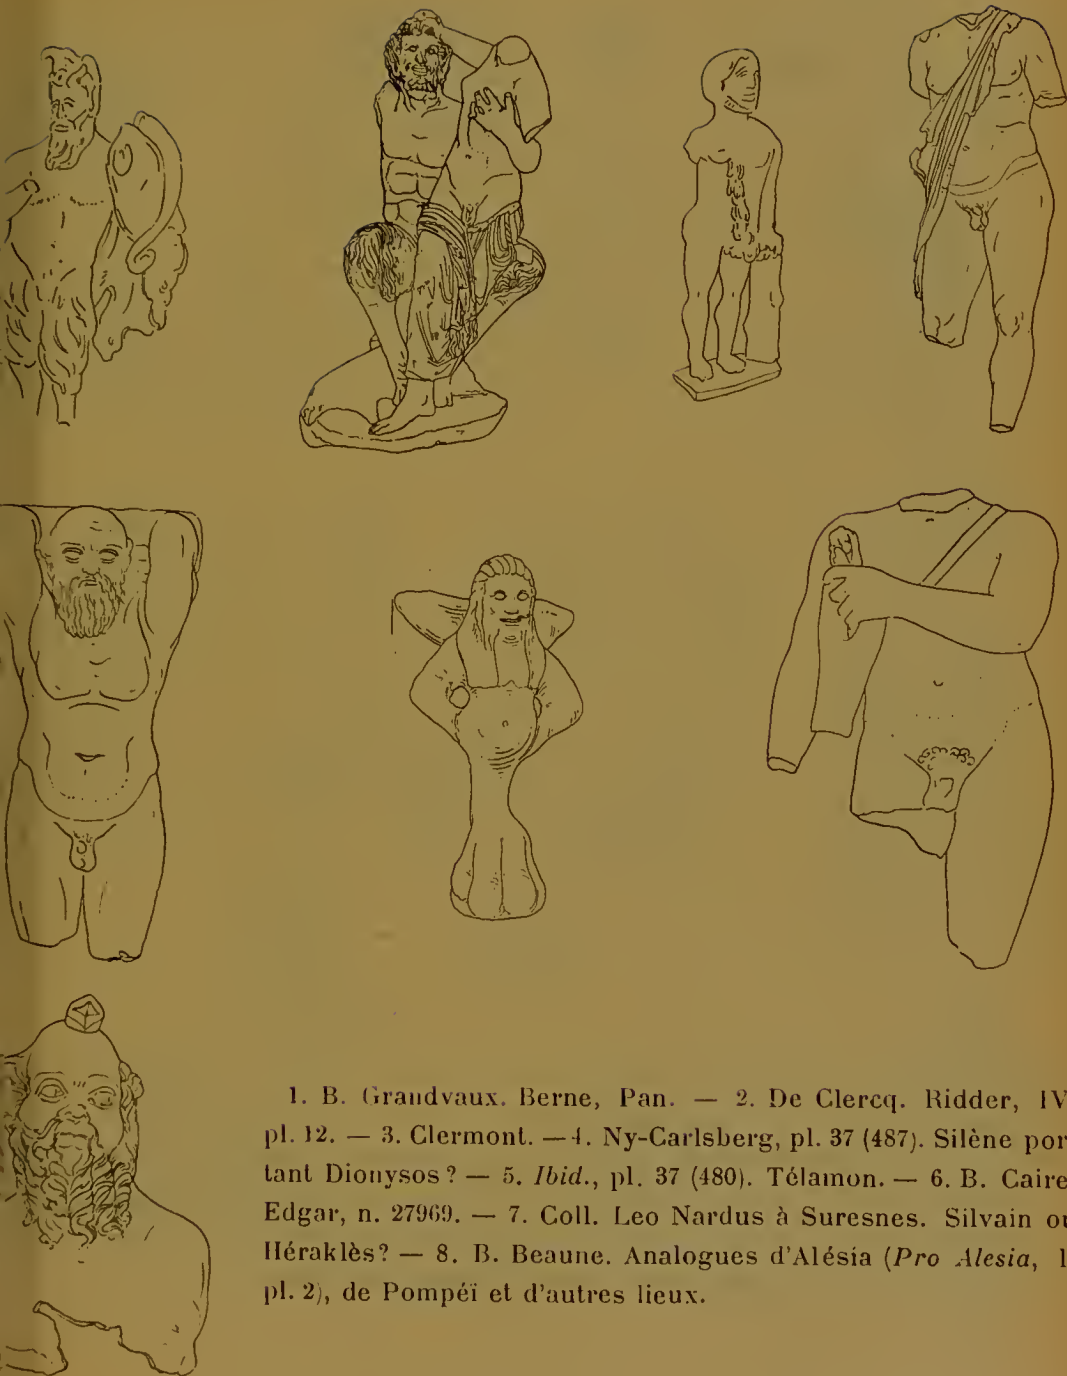 1. B. Grandvaux. Berne, Pan. — 2. De Clercq. Ridder, IV
pl. 12. — 3. Clermont. — 4. Ny-Carlsberg, pl. 37 (487). Silène por
tant Dionysos ? — 5. Ibid., pl. 37 (480). Télamon. — 6. B. Caire
Edgar, n. 27969. — 7. Coll. Leo Nardus à Suresnes. Silvain ou
Héraklès? — 8. B. Beaune. Analogues d'Alésia (Pro Alesia, I
pl. 2), de Pompéï et d'autres lieux.